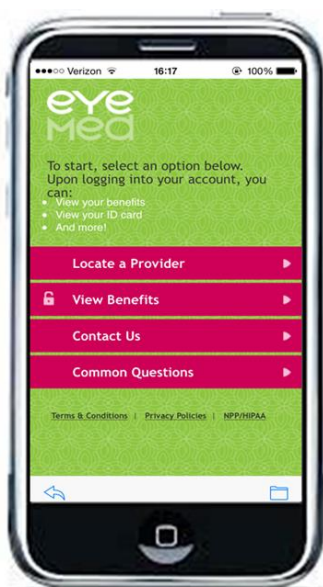 Verizon 16:17 100%
eye
Med
To start, select an option below.
Upon logging into your account, you
can:
View your benefits
View your ID card
And more!
Locate a Provider
View Benefits
Contact Us
Common Questions
Terms & Conditions | Privacy Policies | NPP/HIPAA